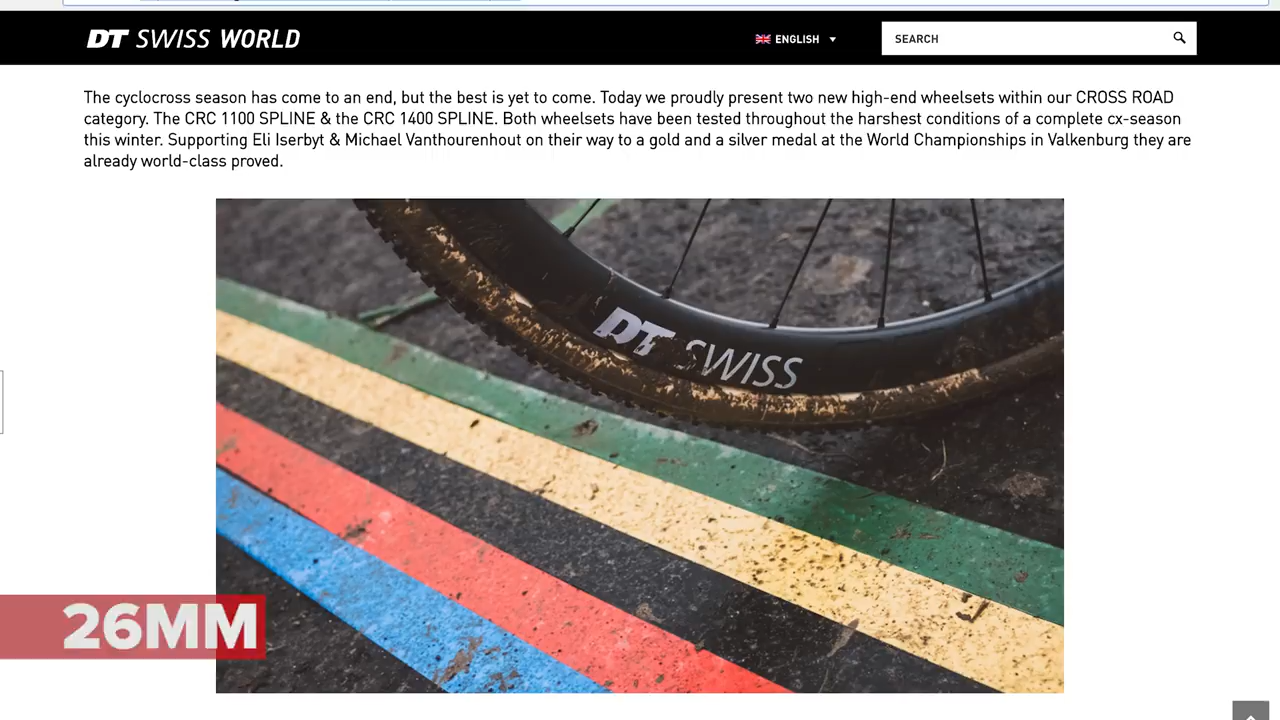 DT SWISS WORLD
ENGLISH
SEARCH
The cyclocross season has come to an end, but the best is yet to come. Today we proudly present two new high-end wheelsets within our CROSS ROAD
category. The CRC 1100 SPLINE & the CRC 1400 SPLINE. Both wheelsets have been tested throughout the harshest conditions of a complete cx-season
this winter. Supporting Eli Iserbyt & Michael Vanthourenhout on their way to a gold and a silver medal at the World Championships in Valkenburg they are
already world-class proved.
DT SWISS
26MM